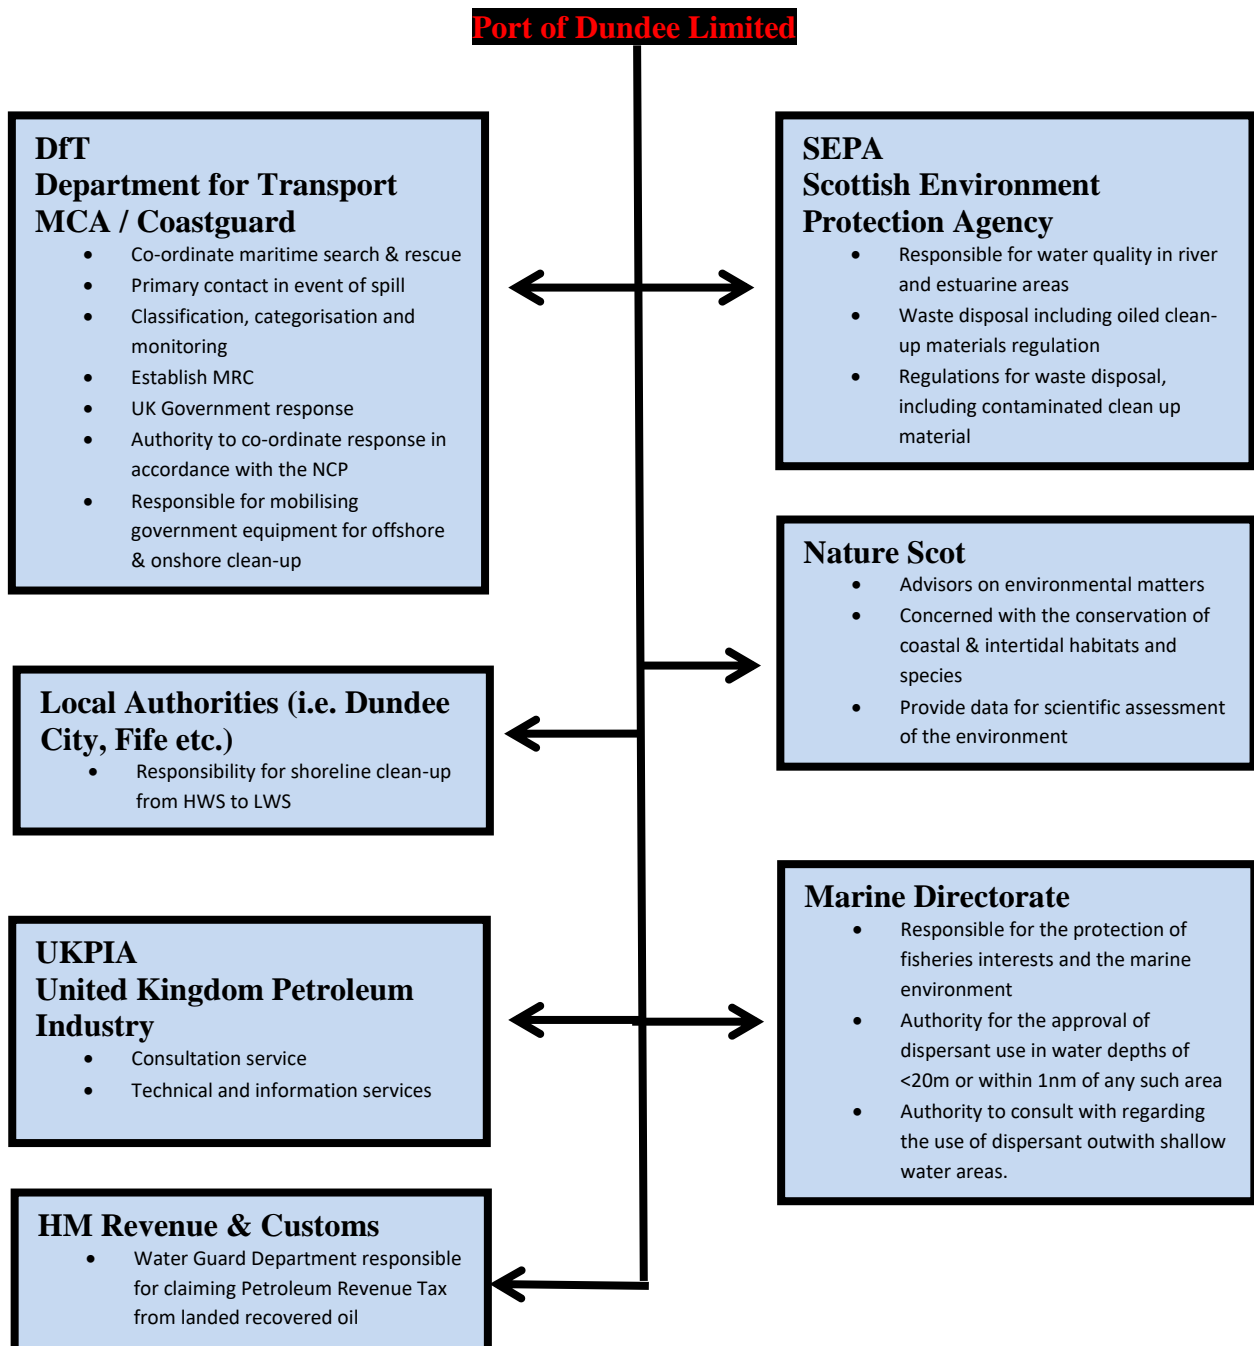 Port of Dundee Limited
DfT
Department for Transport
MCA / Coastguard
• Co-ordinate maritime search & rescue
• Primary contact in event of spill
• Classification, categorisation and
monitoring
• Establish MRC
• UK Government response
• Authority to co-ordinate response in
accordance with the NCP
• Responsible for mobilising
government equipment for offshore
& onshore clean-up
SEPA
Scottish Environment
Protection Agency
• Responsible for water quality in river
and estuarine areas
• Waste disposal including oiled clean-
up materials regulation
• Regulations for waste disposal,
including contaminated clean up
material
Nature Scot
• Advisors on environmental matters
• Concerned with the conservation of
coastal & intertidal habitats and
species
• Provide data for scientific assessment
of the environment
Local Authorities (i.e. Dundee
City, Fife etc.)
• Responsibility for shoreline clean-up
from HWS to LWS
Marine Directorate
• Responsible for the protection of
fisheries interests and the marine
environment
• Authority for the approval of
dispersant use in water depths of
<20m or within 1nm of any such area
• Authority to consult with regarding
the use of dispersant outwith shallow
water areas.
UKPIA
United Kingdom Petroleum
Industry
• Consultation service
• Technical and information services
HM Revenue & Customs
• Water Guard Department responsible
for claiming Petroleum Revenue Tax
from landed recovered oil